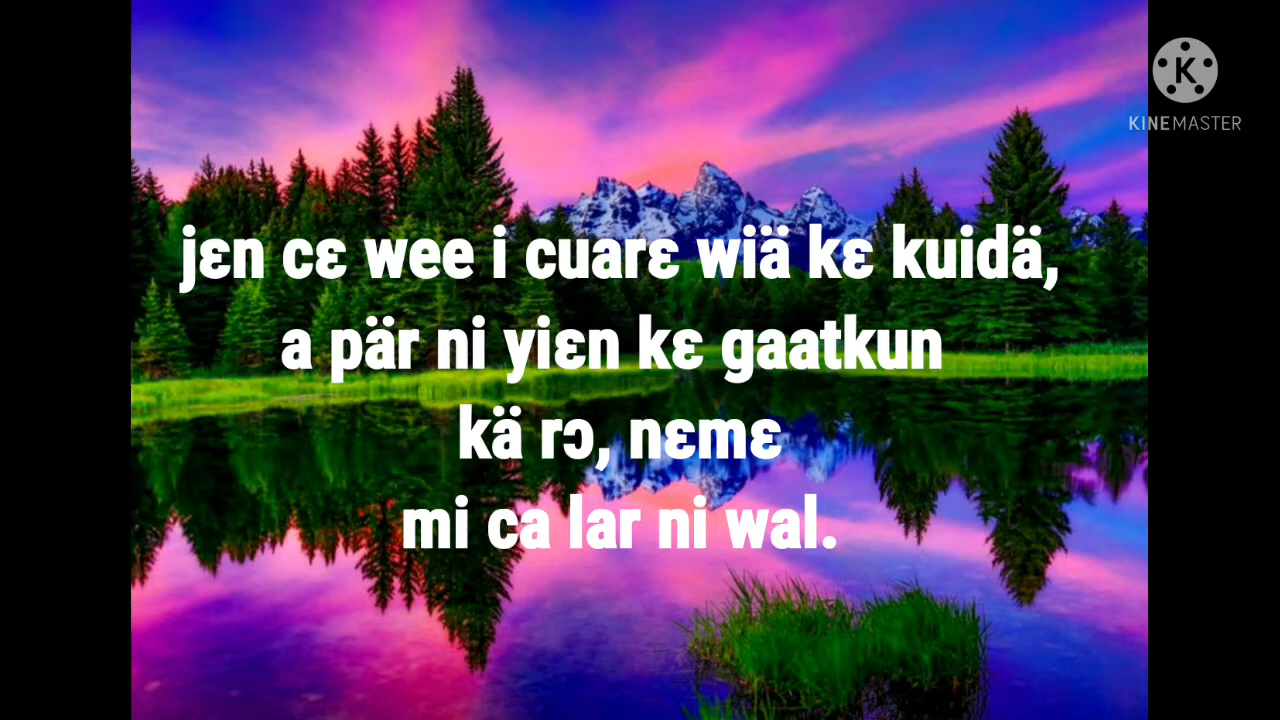 jɛn cɛ wee i cuarɛ wiä kɛ kuidä,
a pär ni yiɛn kɛ gaatkun
kä rɔ, nɛmɛ
mi ca lar ni wal.
KINEMASTER